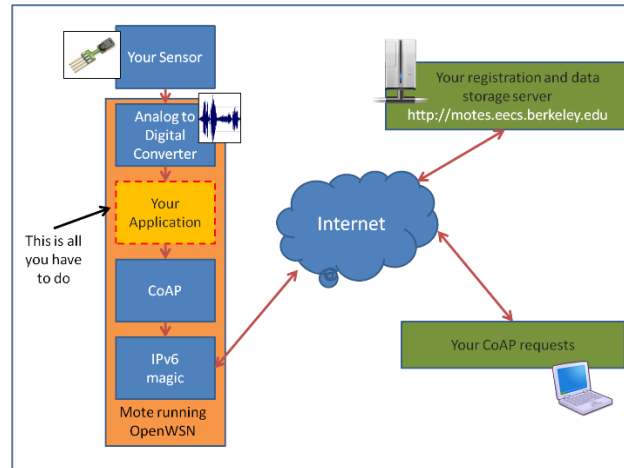 Your Sensor
Analog to
Digital
Converter
Your
Application
This is all
you have
to do
CoAP
IPv6
magic
Mote running
OpenWSN
Internet
Your registration and data
storage server
http://motes.eecs.berkeley.edu
Your CoAP requests